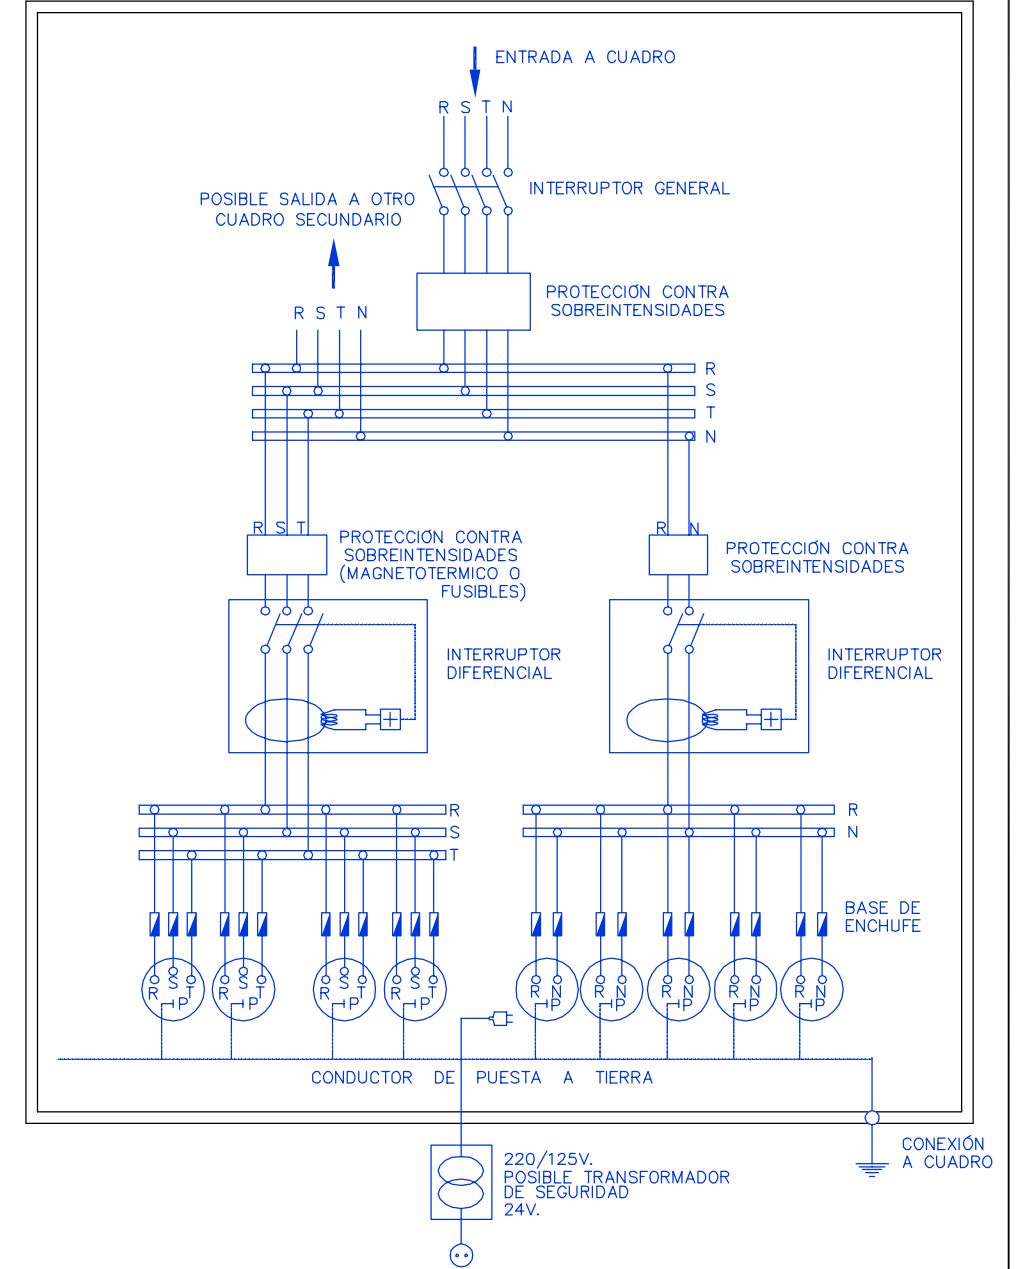 ENTRADA A CUADRO
R S T N
INTERRUPTOR GENERAL
POSIBLE SALIDA A OTRO
CUADRO SECUNDARIO
PROTECCIÓN CONTRA
SOBREINTENSIDADES
R S T N
R
S
T
N
R S T
PROTECCIÓN CONTRA
SOBREINTENSIDADES
(MAGNETOTERMICO O
FUSIBLES)
R N
PROTECCIÓN CONTRA
SOBREINTENSIDADES
INTERRUPTOR
DIFERENCIAL
INTERRUPTOR
DIFERENCIAL
R
S
T
R
N
BASE DE
ENCHUFE
R S T P
R S T P
R S T P
R S T P
R N P
R N P
R N P
R N P
R N P
CONDUCTOR DE PUESTA A TIERRA
CONEXIÓN
A CUADRO
220/125V.
POSIBLE TRANSFORMADOR
DE SEGURIDAD
24V.